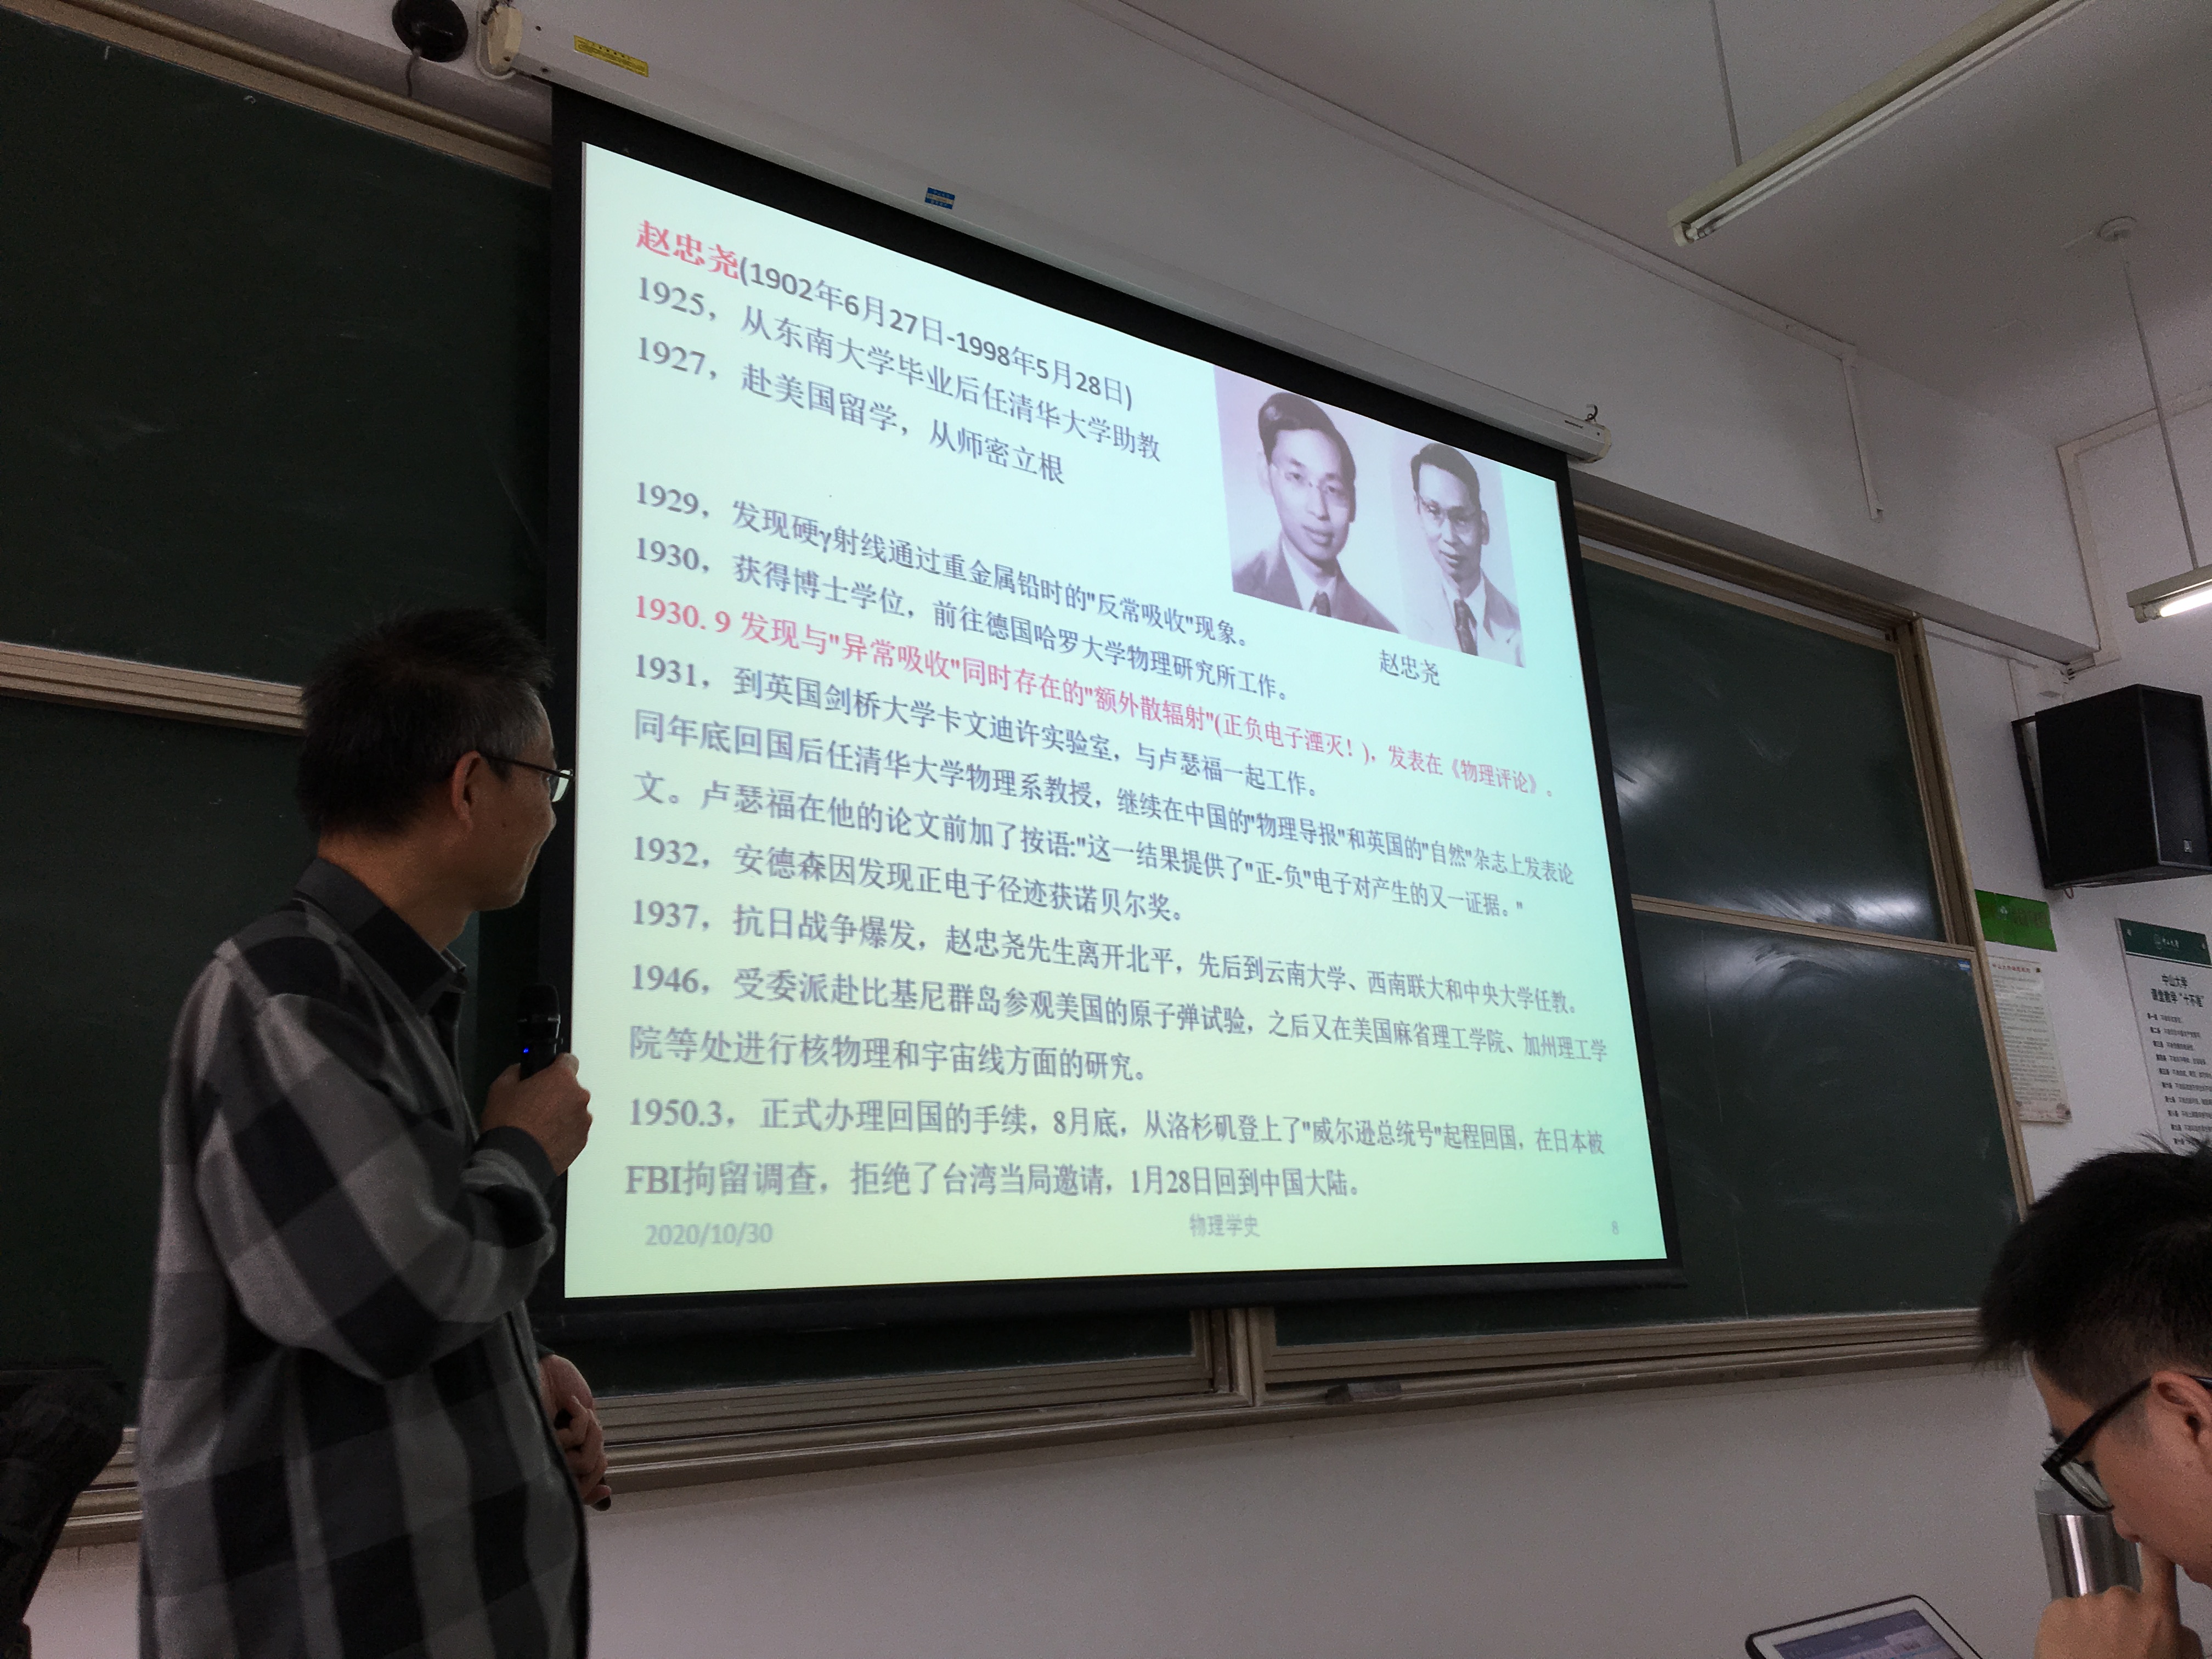 赵忠尧(1902年6月27日-1998年5月28日)
1925，从东南大学毕业后任清华大学助教
1927，赴美国留学，从师密立根
1929，发现硬γ射线通过重金属铅时的"反常吸收"现象。
1930，获得博士学位，前往德国哈罗大学物理研究所工作。
1930. 9 发现与"异常吸收"同时存在的"额外散辐射"(正负电子湮灭！)，发表在《物理评论》。
1931，到英国剑桥大学卡文迪许实验室，与卢瑟福一起工作。
同年底回国后任清华大学物理系教授，继续在中国的"物理导报"和英国的"自然"杂志上发表论
文。卢瑟福在他的论文前加了按语:"这一结果提供了"正-负"电子对产生的又一证据。"
1932，安德森因发现正电子径迹获诺贝尔奖。
1937，抗日战争爆发，赵忠尧先生离开北平，先后到云南大学、西南联大和中央大学任教。
1946，受委派赴比基尼群岛参观美国的原子弹试验，之后又在美国麻省理工学院、加州理工学
院等处进行核物理和宇宙线方面的研究。
1950.3，正式办理回国的手续，8月底，从洛杉矶登上了"威尔逊总统号"起程回国，在日本被
FBI拘留调查，拒绝了台湾当局邀请，1月28日回到中国大陆。
赵忠尧
2020/10/30
物理学史
8
中山大学
课堂教学"十不准"